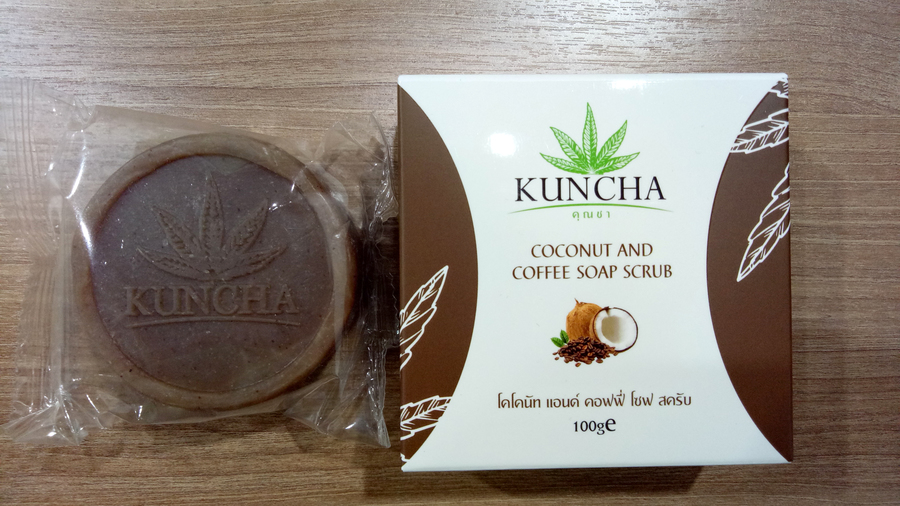 KUNCHA
KUNCHA
คุณชา
COCONUT AND
COFFEE SOAP SCRUB
โคโคนัท แอนด์ คอฟฟี่ โซฟ สครับ
100g℮